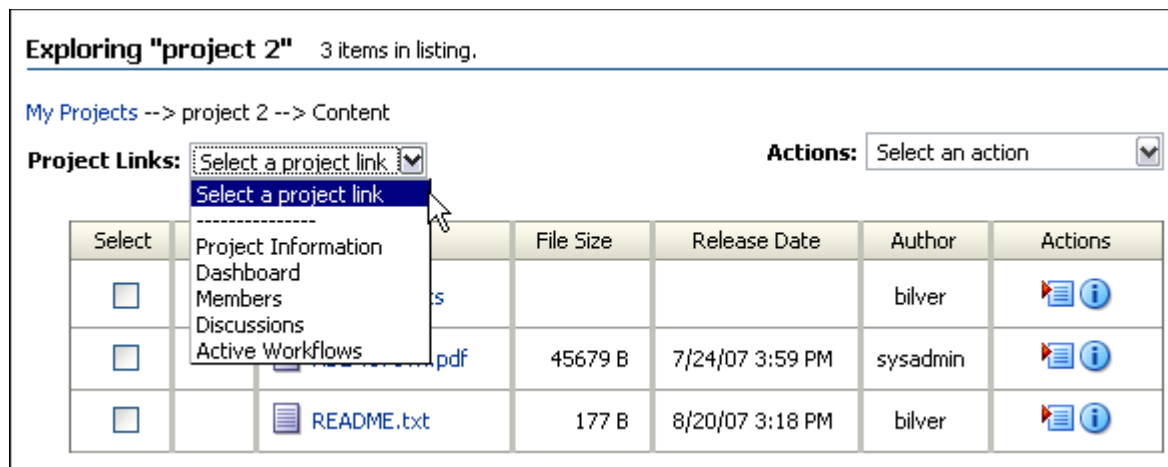 Exploring "project 2" 3 items in listing.
My Projects --> project 2 --> Content
Project Links: Select a project link Actions: Select an action
Select a project link
---------------
Project Information
Dashboard
Members
Discussions
Active Workflows
Select File Size Release Date Author Actions
bilver
45679 B 7/24/07 3:59 PM sysadmin
README.txt 177 B 8/20/07 3:18 PM bilver